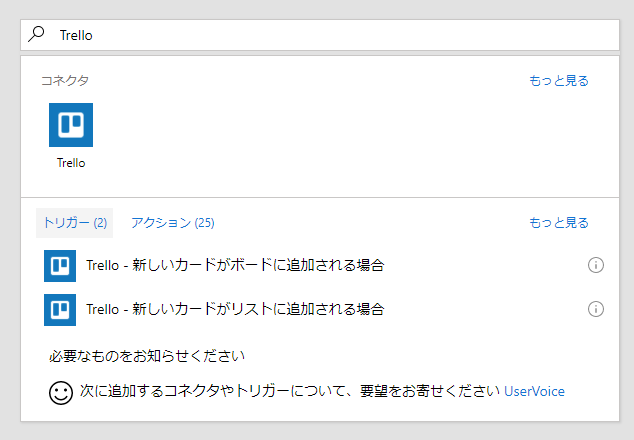 Trello
コネクタ もっと見る
Trello
トリガー (2) アクション (25) もっと見る
Trello - 新しいカードがボードに追加される場合
Trello - 新しいカードがリストに追加される場合
必要なものをお知らせください
次に追加するコネクタやトリガーについて、要望をお寄せください UserVoice